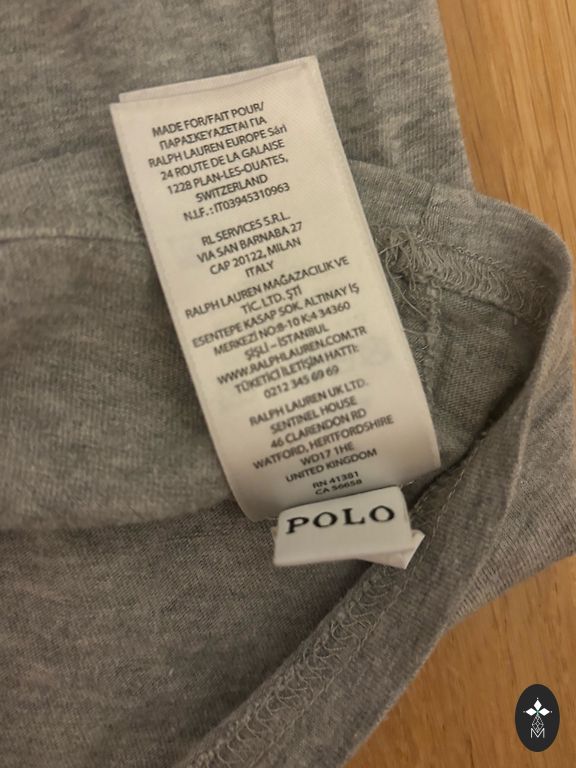 MADE FOR/FAIT POUR/
ΠΑΡΑΣΚΕΥΑΖΕΤΑΙ ΓΙΑ
RALPH LAUREN EUROPE Sàrl
24 ROUTE DE LA GALAISE
1228 PLAN-LES-OUATES,
SWITZERLAND
N.I.F.: IT03945310963
RL SERVICES S.R.L.
VIA SAN BARNABA 27
CAP 20122, MILAN
ITALY
RALPH LAUREN MAĞAZACILIK VE
TİC. LTD. ŞTİ
ESENTEPE KASAP SOK. ALTINAY İŞ
MERKEZİ NO:8-10 K:4 34360
ŞİŞLİ – İSTANBUL
WWW.RALPHLAUREN.COM.TR
TÜKETİCİ İLETİŞİM HATTI:
0212 345 69 69
RALPH LAUREN UK LTD.
SENTINEL HOUSE
46 CLARENDON RD
WATFORD, HERTFORDSHIRE
WD17 1HE
UNITED KINGDOM
RN 41381
CA 56658
POLO
M